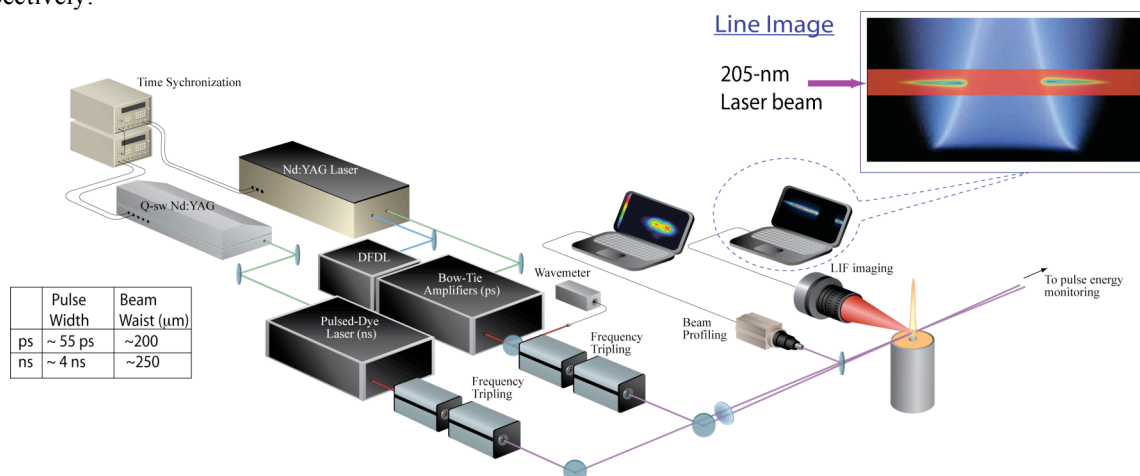 ectively.
Line Image
205-nm
Laser beam
Time Sychronization
Nd:YAG Laser
Q-sw Nd:YAG
DFDL
Bow-Tie
Amplifiers (ps)
Wavemeter
LIF imaging
To pulse energy
monitoring
Pulsed-Dye
Laser (ns)
Beam
Profiling
Frequency
Tripling
Frequency
Tripling
Pulse Width Beam Waist (μm)
ps ~ 55 ps ~200
ns ~ 4 ns ~250